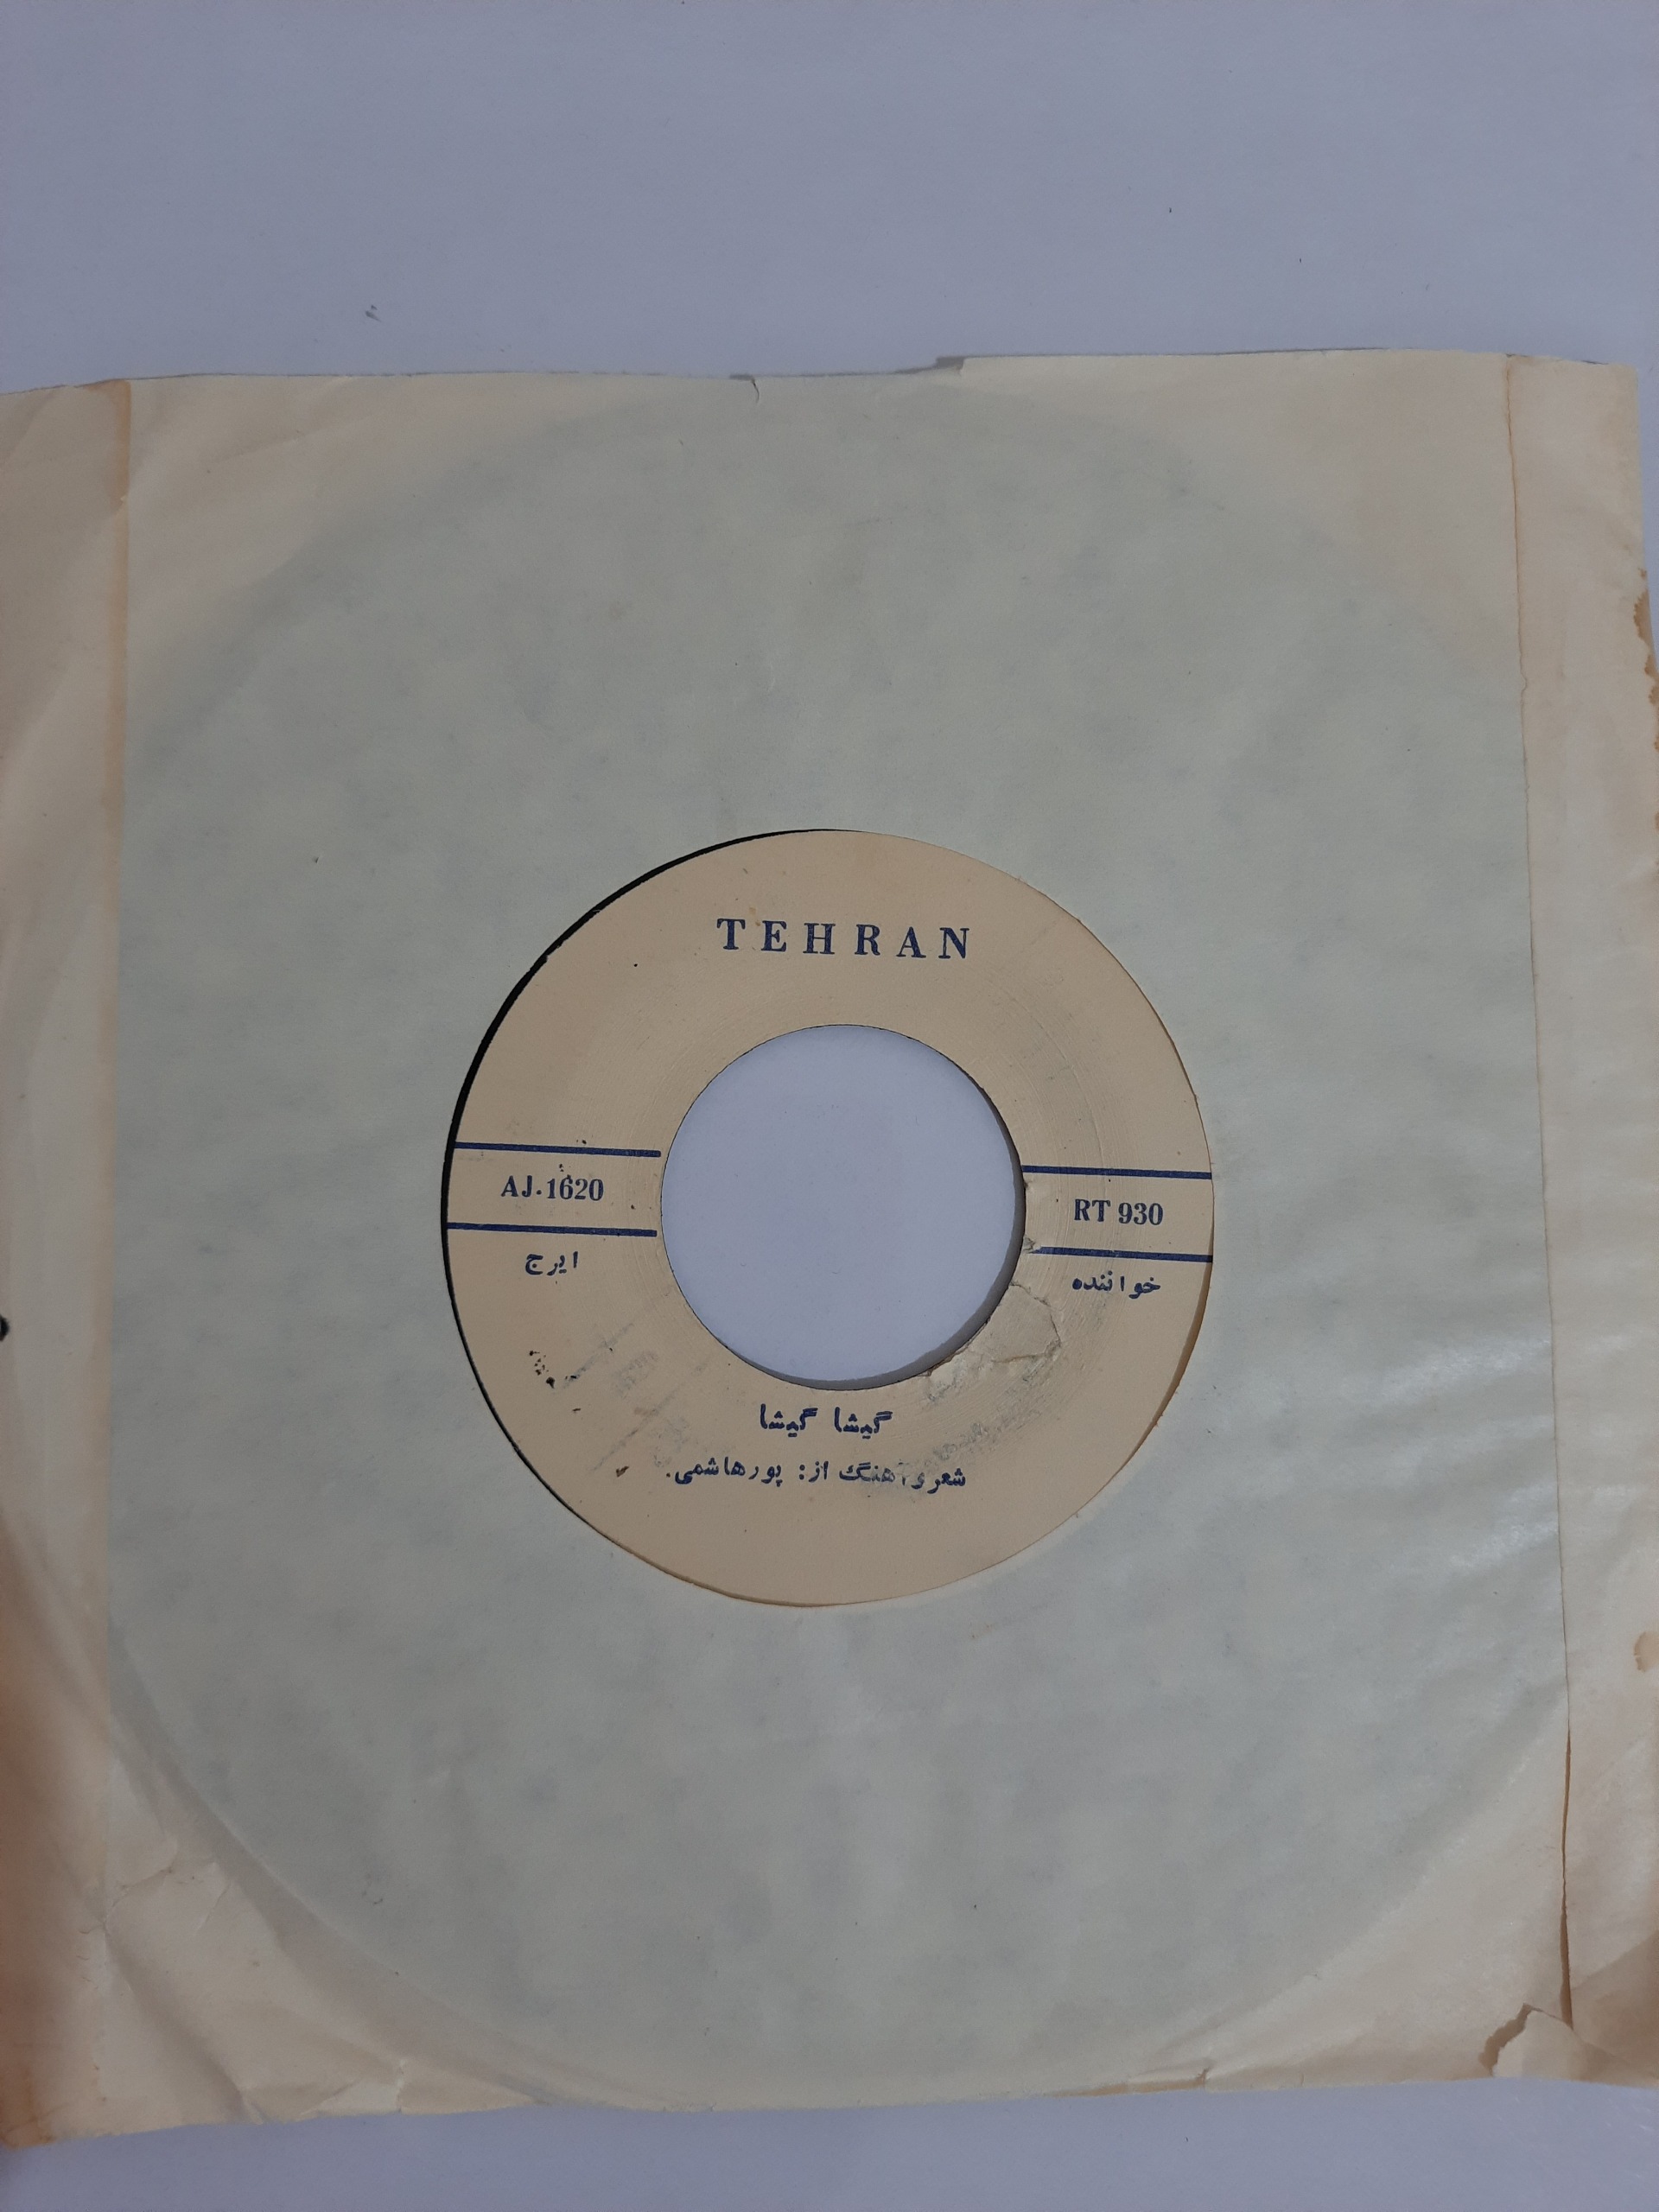 TEHRAN
AJ-1620
RT 930
خواننده
ایرج
گیشا گیشا
شعر و آهنگ از: پورهاشمی.